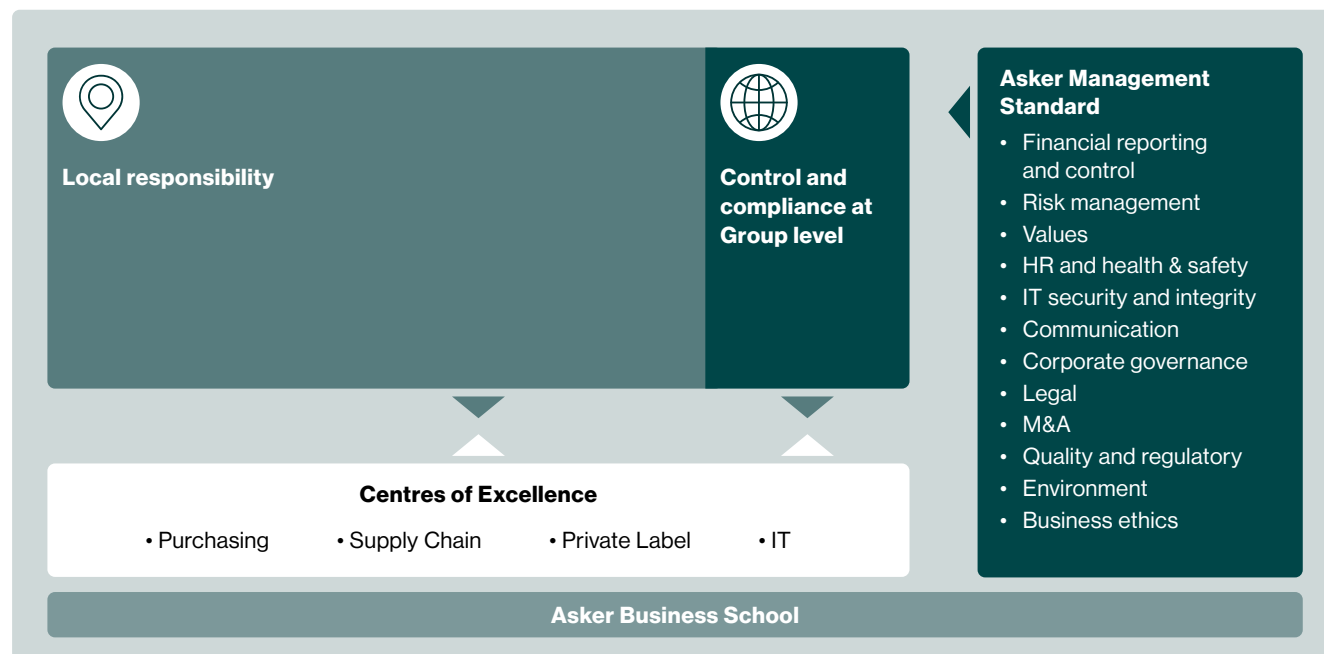 Local responsibility
Control and
compliance at
Group level
Asker Management
Standard
• Financial reporting
and control
• Risk management
• Values
• HR and health & safety
• IT security and integrity
• Communication
• Corporate governance
• Legal
• M&A
• Quality and regulatory
• Environment
• Business ethics
Centres of Excellence
• Purchasing • Supply Chain • Private Label • IT
Asker Business School